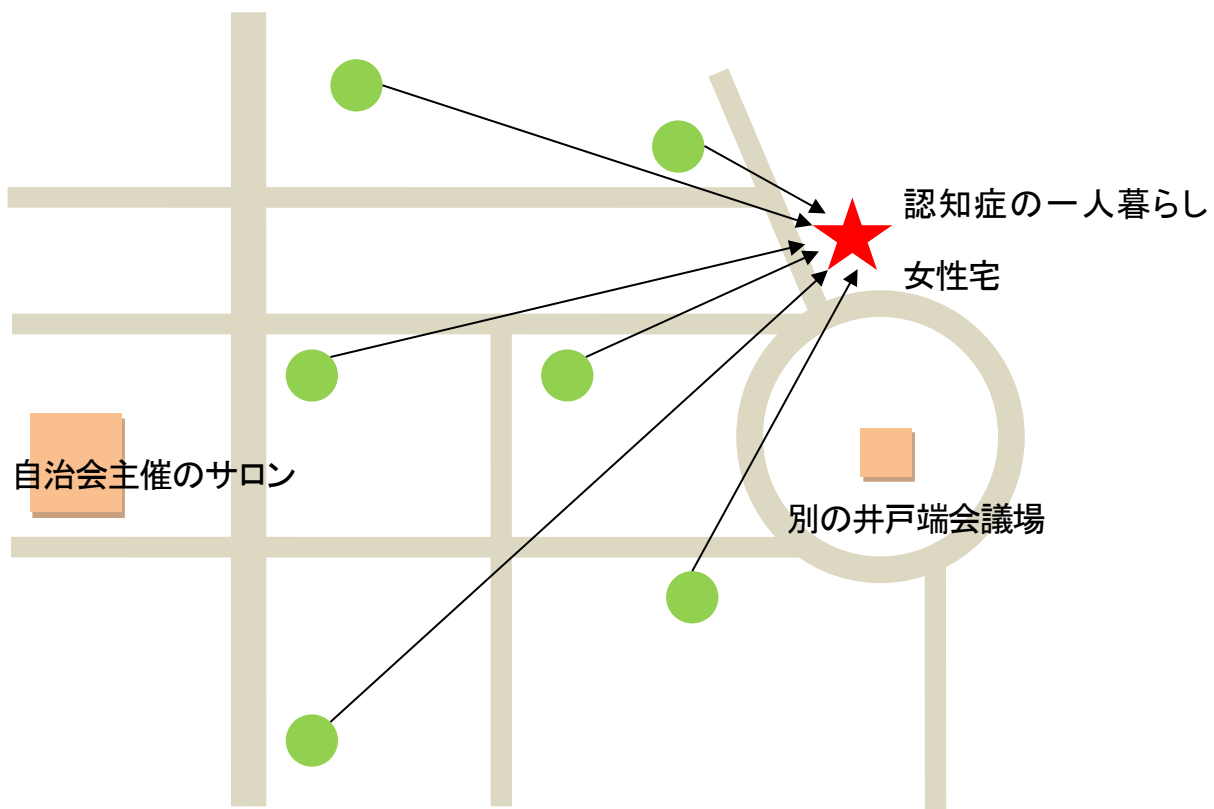 認知症の一人暮らし
女性宅
自治会主催のサロン
別の井戸端会議場